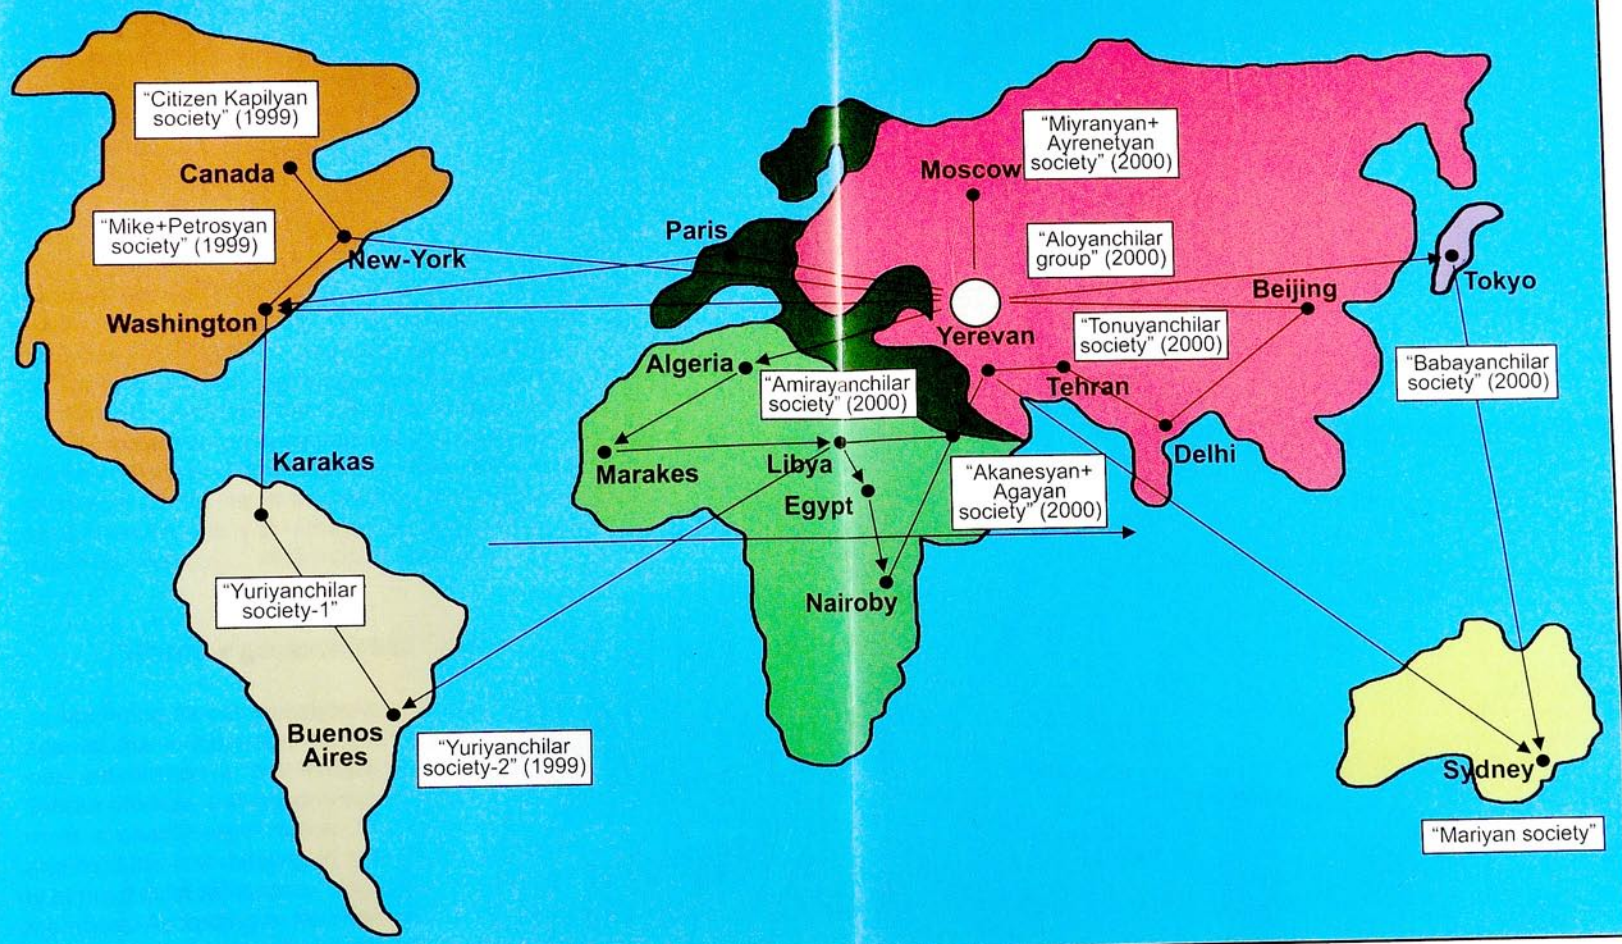 “Citizen Kapilyan
society” (1999)
Canada
“Mike+Petrosyan
society” (1999)
New-York
Washington
Paris
Moscow
“Miyranyan+
Ayrenetyan
society” (2000)
“Aloyanchilar
group” (2000)
Beijing
Tokyo
Yerevan
“Tonuyanchilar
society” (2000)
Tehran
“Babayanchilar
society” (2000)
Algeria
“Amirayanchilar
society” (2000)
Marakes
Libya
Egypt
Delhi
“Akanesyan+
Agayan
society” (2000)
Nairoby
Karakas
“Yuriyanchilar
society-1”
Buenos
Aires
“Yuriyanchilar
society-2” (1999)
Sydney
“Mariyan society”